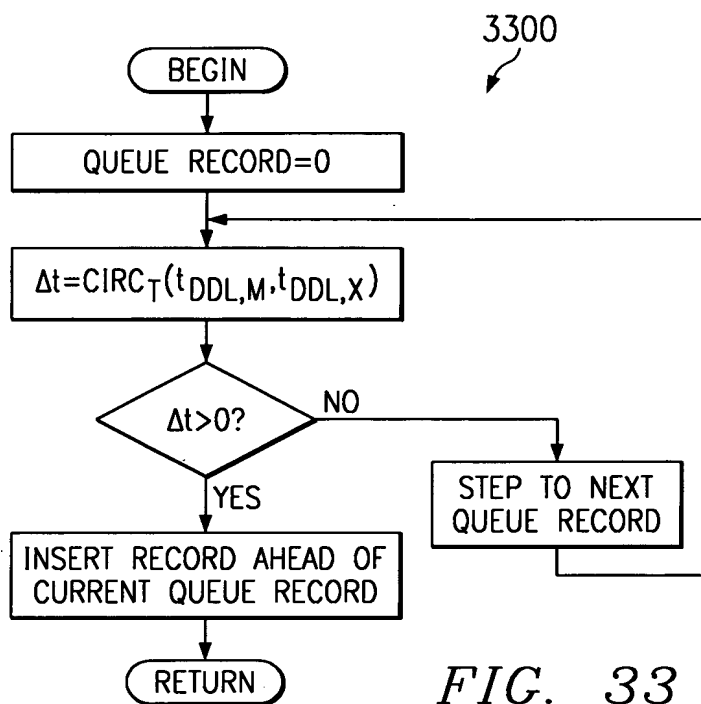 3300
BEGIN
QUEUE RECORD=0
Δt=CIRC_T(t_DDL,M,t_DDL,X)
Δt>0?
NO
YES
STEP TO NEXT
QUEUE RECORD
INSERT RECORD AHEAD OF
CURRENT QUEUE RECORD
RETURN
FIG. 33